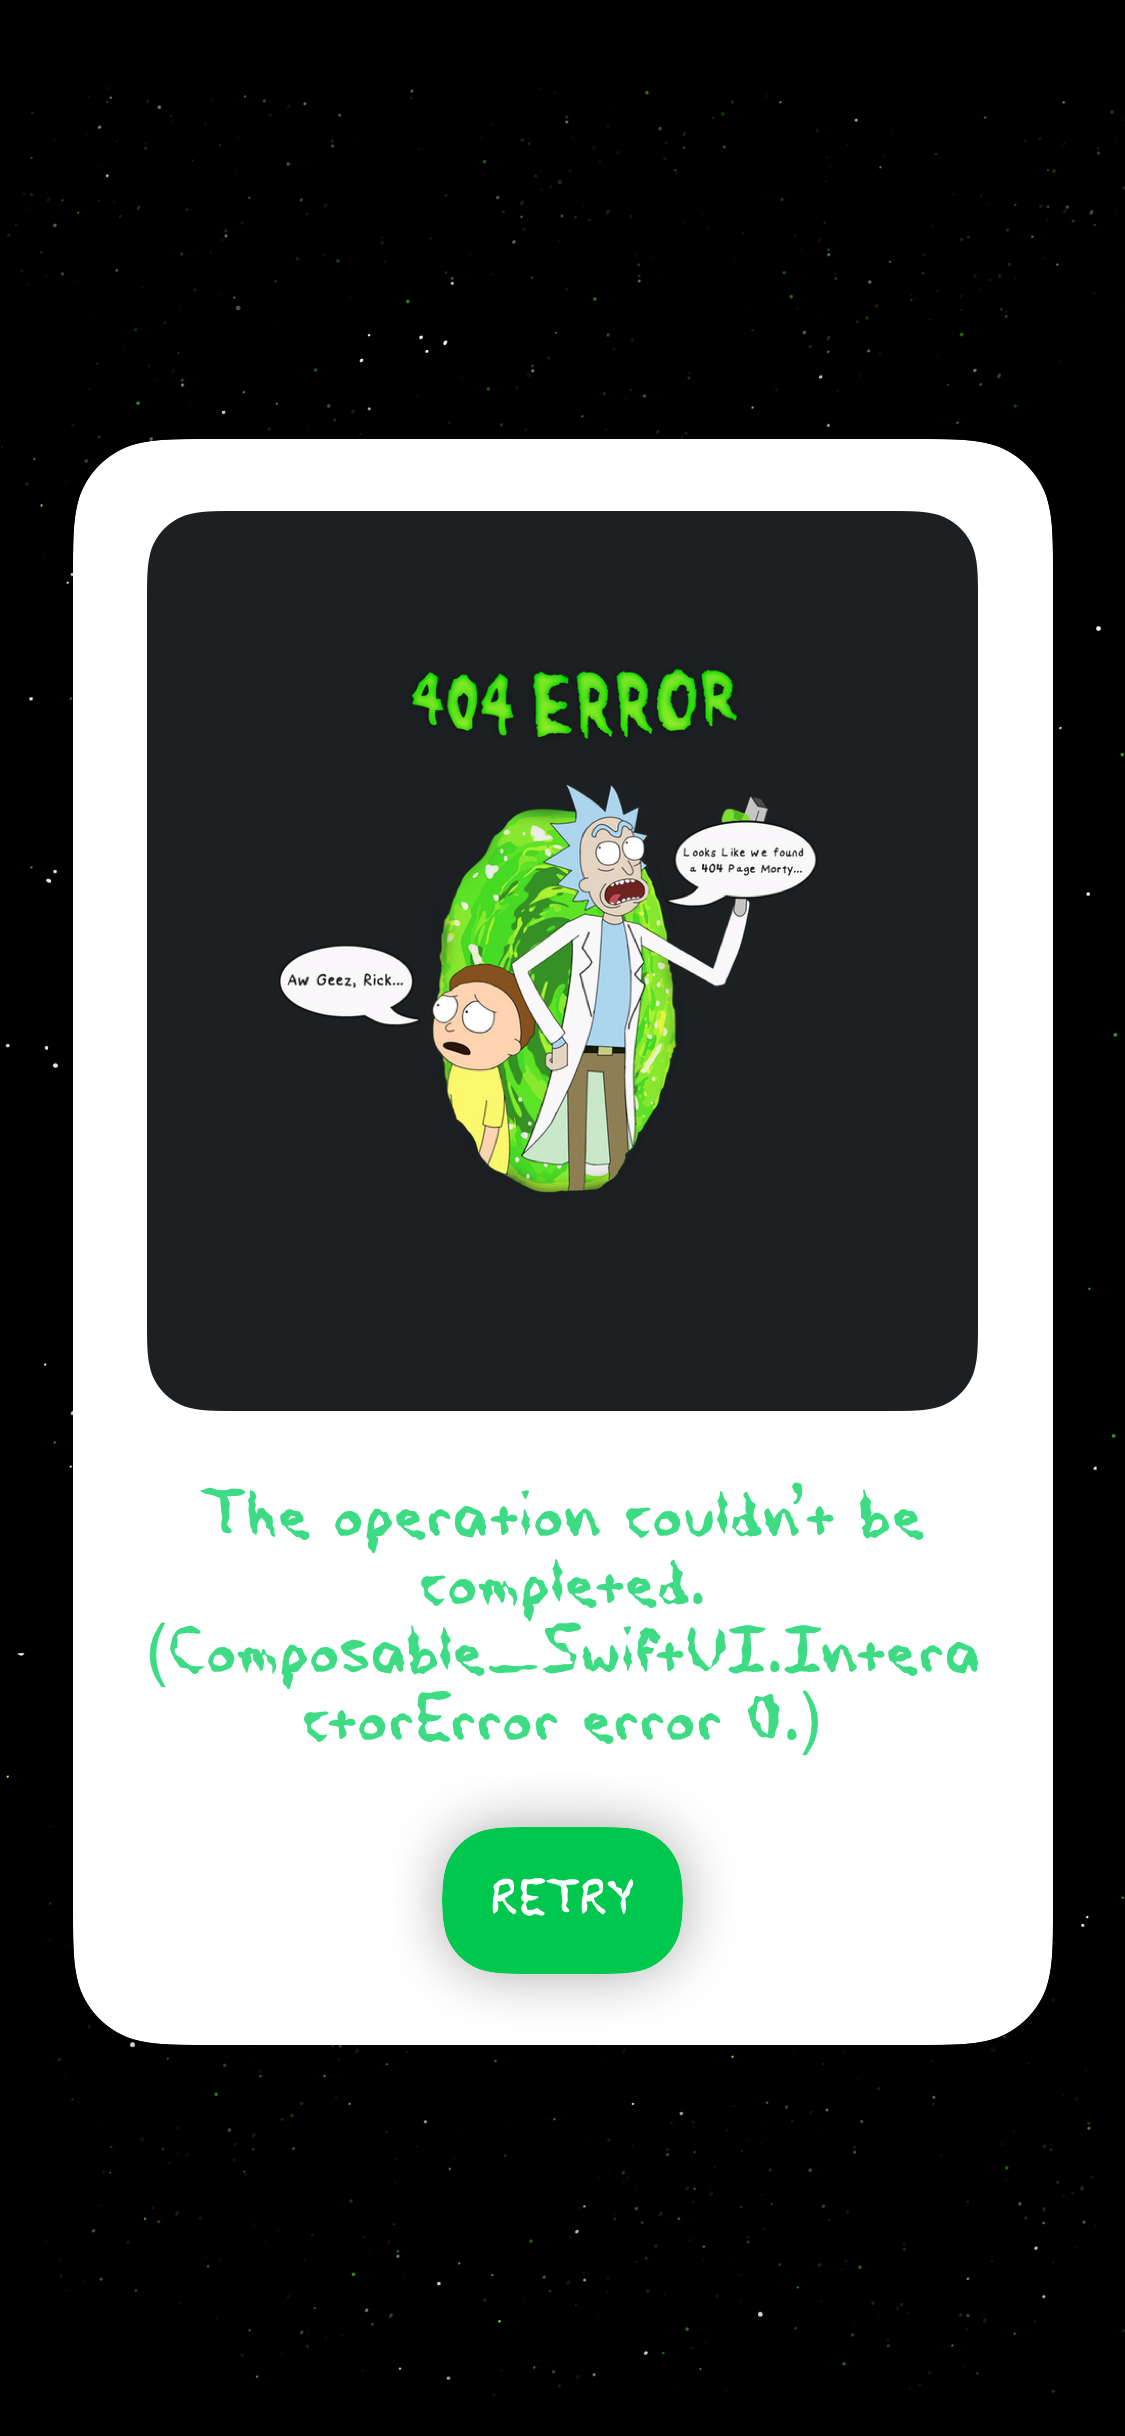 404 ERROR
Looks Like we found
a 404 Page Morty...
Aw Geez, Rick...
The operation couldn't be
completed.
(Composable_SwiftUI.Intera
ctorError error 0.)
RETRY